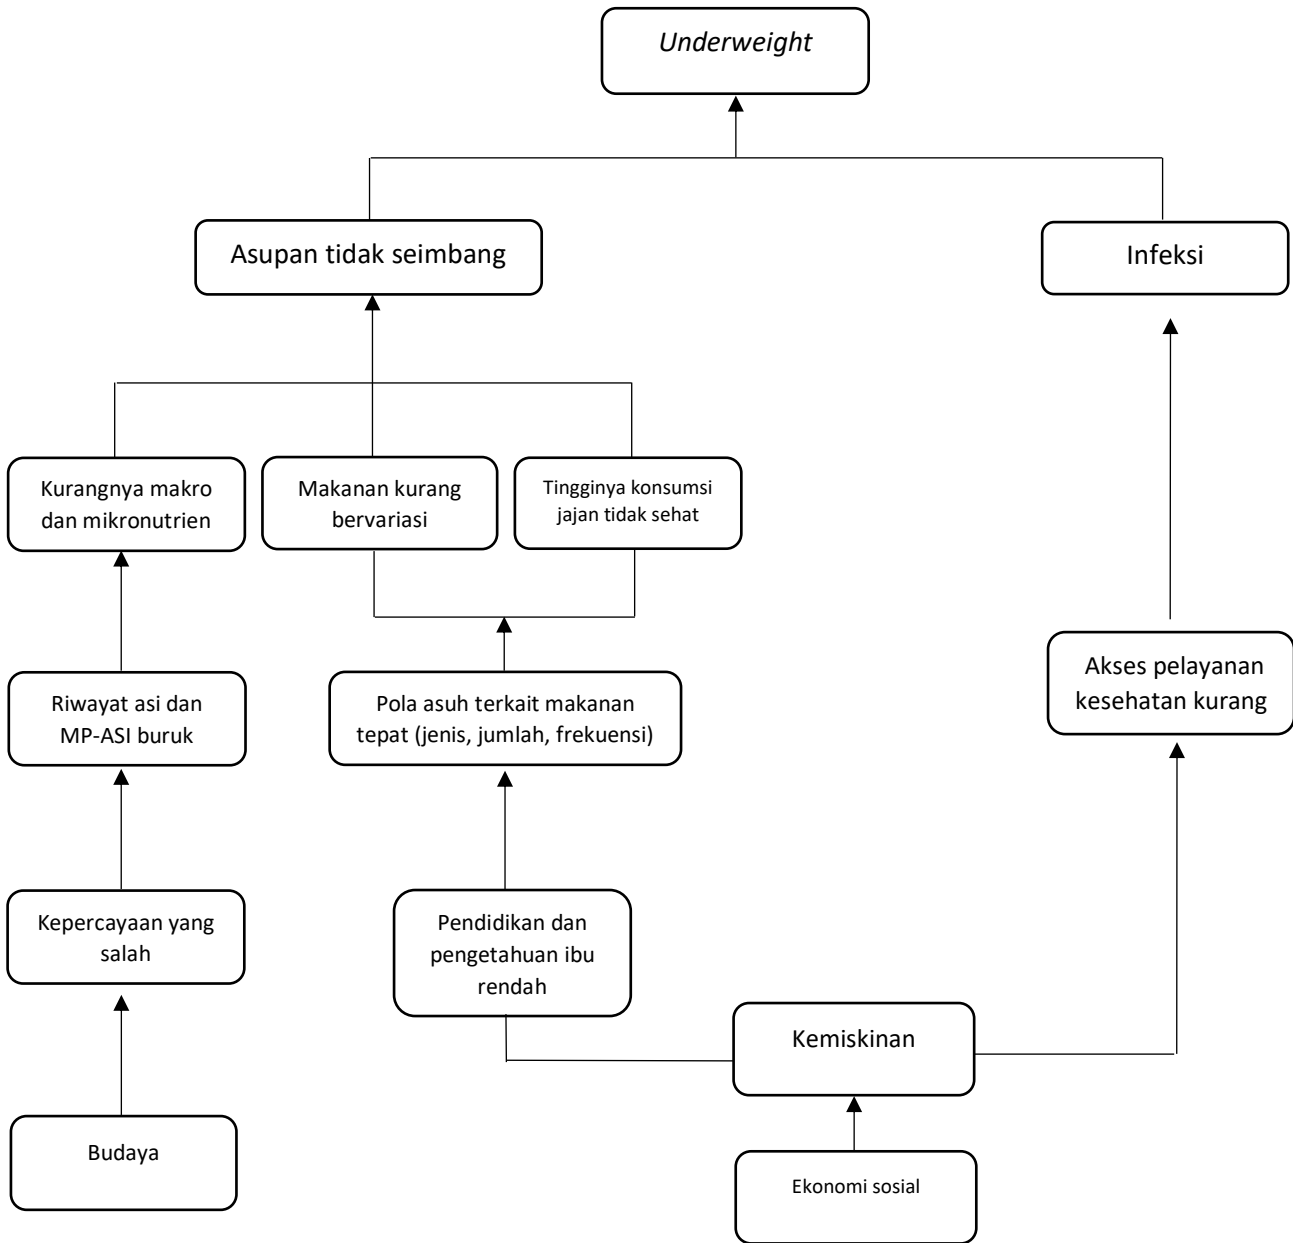 Underweight
Asupan tidak seimbang
Infeksi
Kurangnya makro
dan mikronutrien
Makanan kurang
bervariasi
Tingginya konsumsi
jajan tidak sehat
Riwayat asi dan
MP-ASI buruk
Pola asuh terkait makanan
tepat (jenis, jumlah, frekuensi)
Akses pelayanan
kesehatan kurang
Kepercayaan yang
salah
Pendidikan dan
pengetahuan ibu
rendah
Kemiskinan
Budaya
Ekonomi sosial